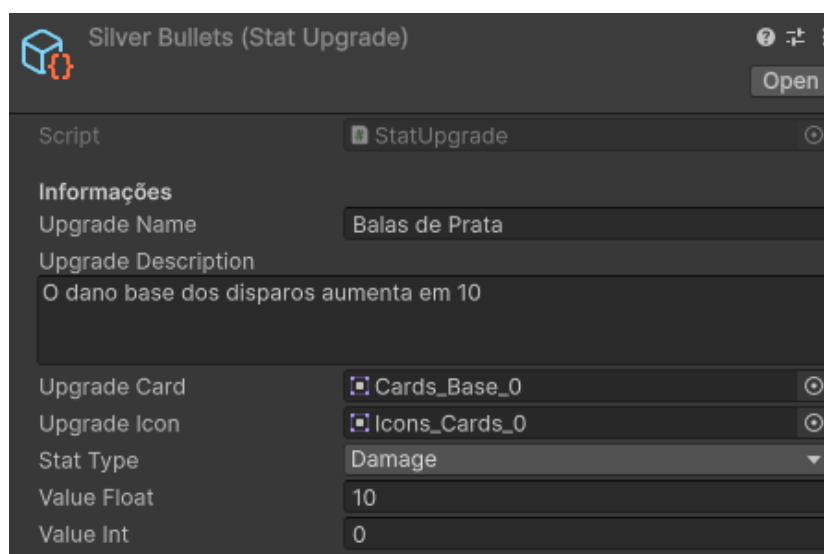 Silver Bullets (Stat Upgrade)
Open
Script StatUpgrade
Informações
Upgrade Name Balas de Prata
Upgrade Description
O dano base dos disparos aumenta em 10
Upgrade Card Cards_Base_0
Upgrade Icon Icons_Cards_0
Stat Type Damage
Value Float 10
Value Int 0